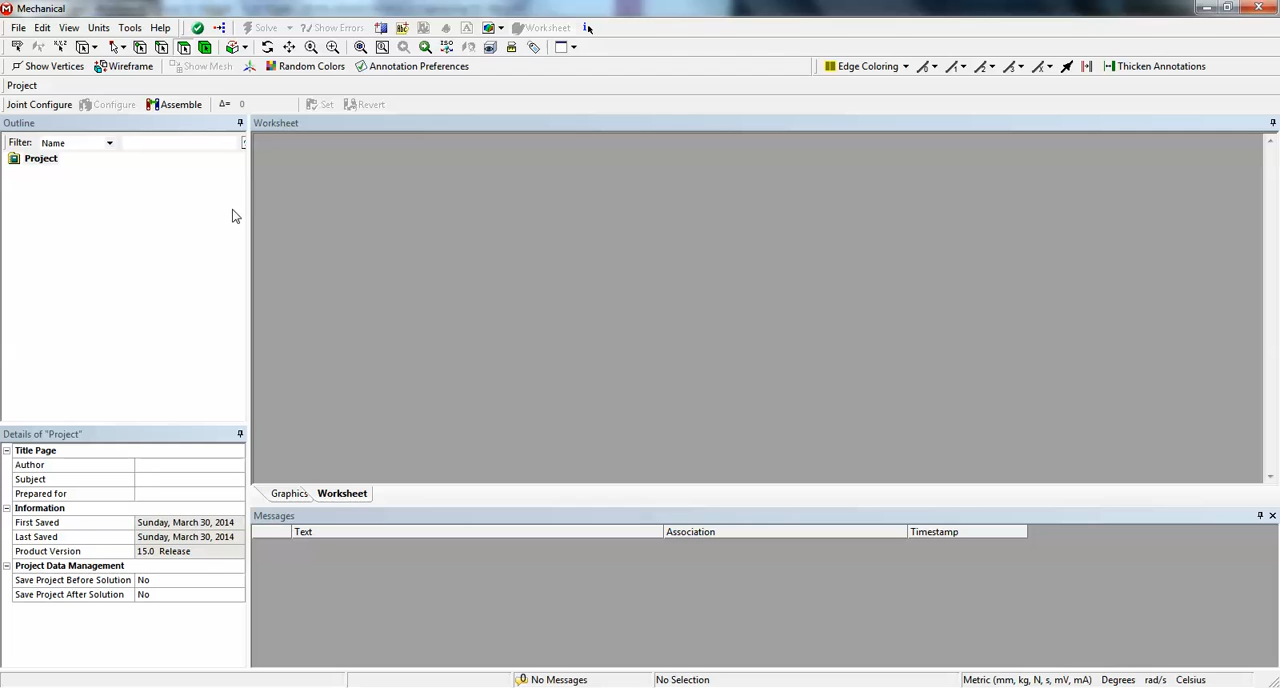 Mechanical
File Edit View Units Tools Help Solve Show Errors Worksheet
Show Vertices Wireframe Show Mesh Random Colors Annotation Preferences Edge Coloring Thicken Annotations
Project
Joint Configure Configure Assemble Δ= 0 Set Revert
Outline
Filter: Name
Project
Worksheet
Graphics Worksheet
Details of "Project"
Title Page
Author
Subject
Prepared for
Information
First Saved Sunday, March 30, 2014
Last Saved Sunday, March 30, 2014
Product Version 15.0 Release
Project Data Management
Save Project Before Solution No
Save Project After Solution No
Messages
Text Association Timestamp
No Messages No Selection Metric (mm, kg, N, s, mV, mA) Degrees rad/s Celsius